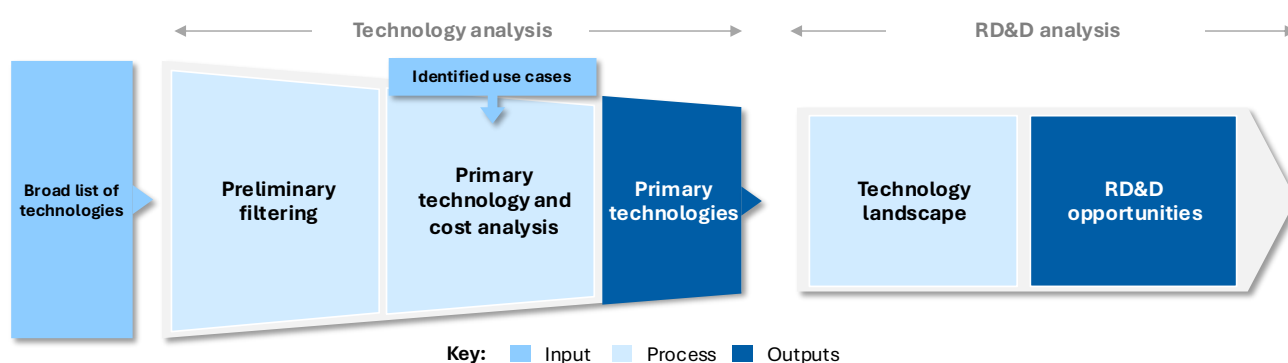 Technology analysis
RD&D analysis
Identified use cases
Broad list of
technologies
Preliminary
filtering
Primary
technology and
cost analysis
Primary
technologies
Technology
landscape
RD&D
opportunities
Key: Input Process Outputs